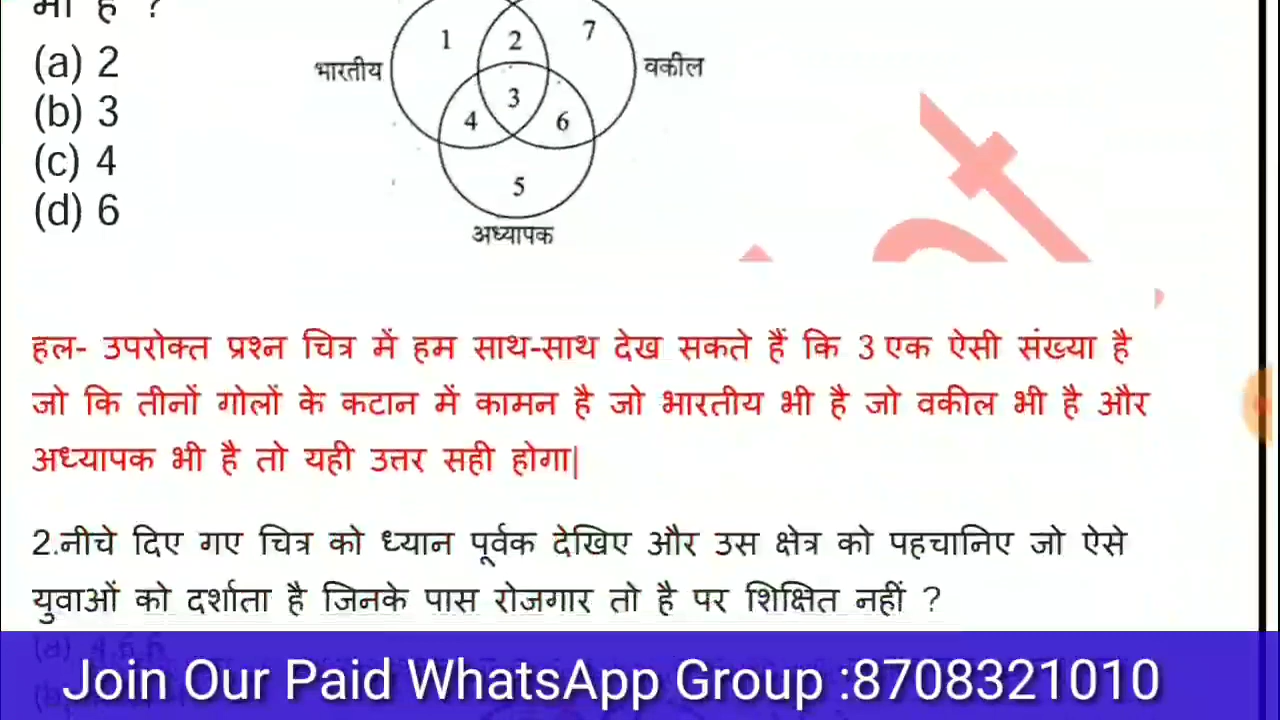 (a) 2
(b) 3
(c) 4
(d) 6
1
2
7
भारतीय
वकील
3
4
6
5
अध्यापक
हल- उपरोक्त प्रश्न चित्र में हम साथ-साथ देख सकते हैं कि 3 एक ऐसी संख्या है
जो कि तीनों गोलों के कटान में कामन है जो भारतीय भी है जो वकील भी है और
अध्यापक भी है तो यही उत्तर सही होगा|
2.नीचे दिए गए चित्र को ध्यान पूर्वक देखिए और उस क्षेत्र को पहचानिए जो ऐसे
युवाओं को दर्शाता है जिनके पास रोजगार तो है पर शिक्षित नहीं ?
Join Our Paid WhatsApp Group :8708321010